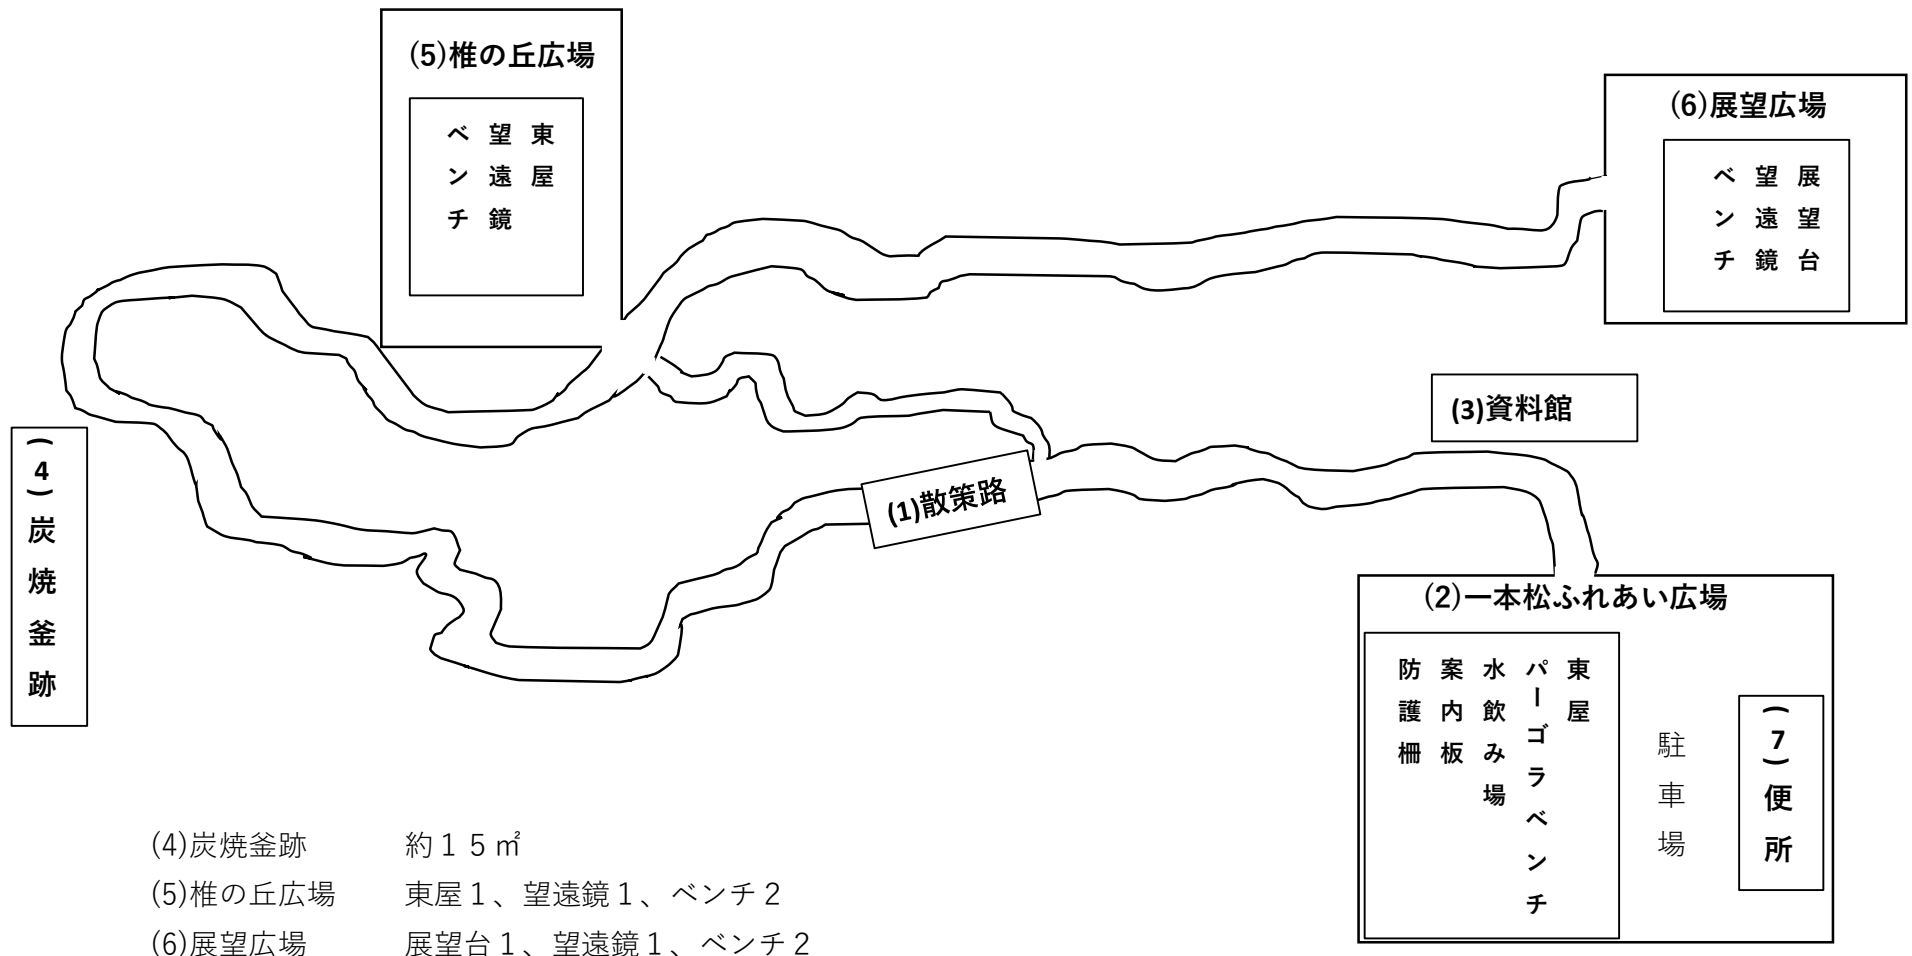 (5)椎の丘広場
東屋
望遠鏡
ベンチ
(6)展望広場
展望台
望遠鏡
ベンチ
(3)資料館
(1)散策路
(4)炭焼釜跡
(2)一本松ふれあい広場
東屋
パーゴラベンチ
水飲み場
案内板
防護柵
駐車場
(7)便所
(4)炭焼釜跡 約15㎡
(5)椎の丘広場 東屋1、望遠鏡1、ベンチ2
(6)展望広場 展望台1、望遠鏡1、ベンチ2